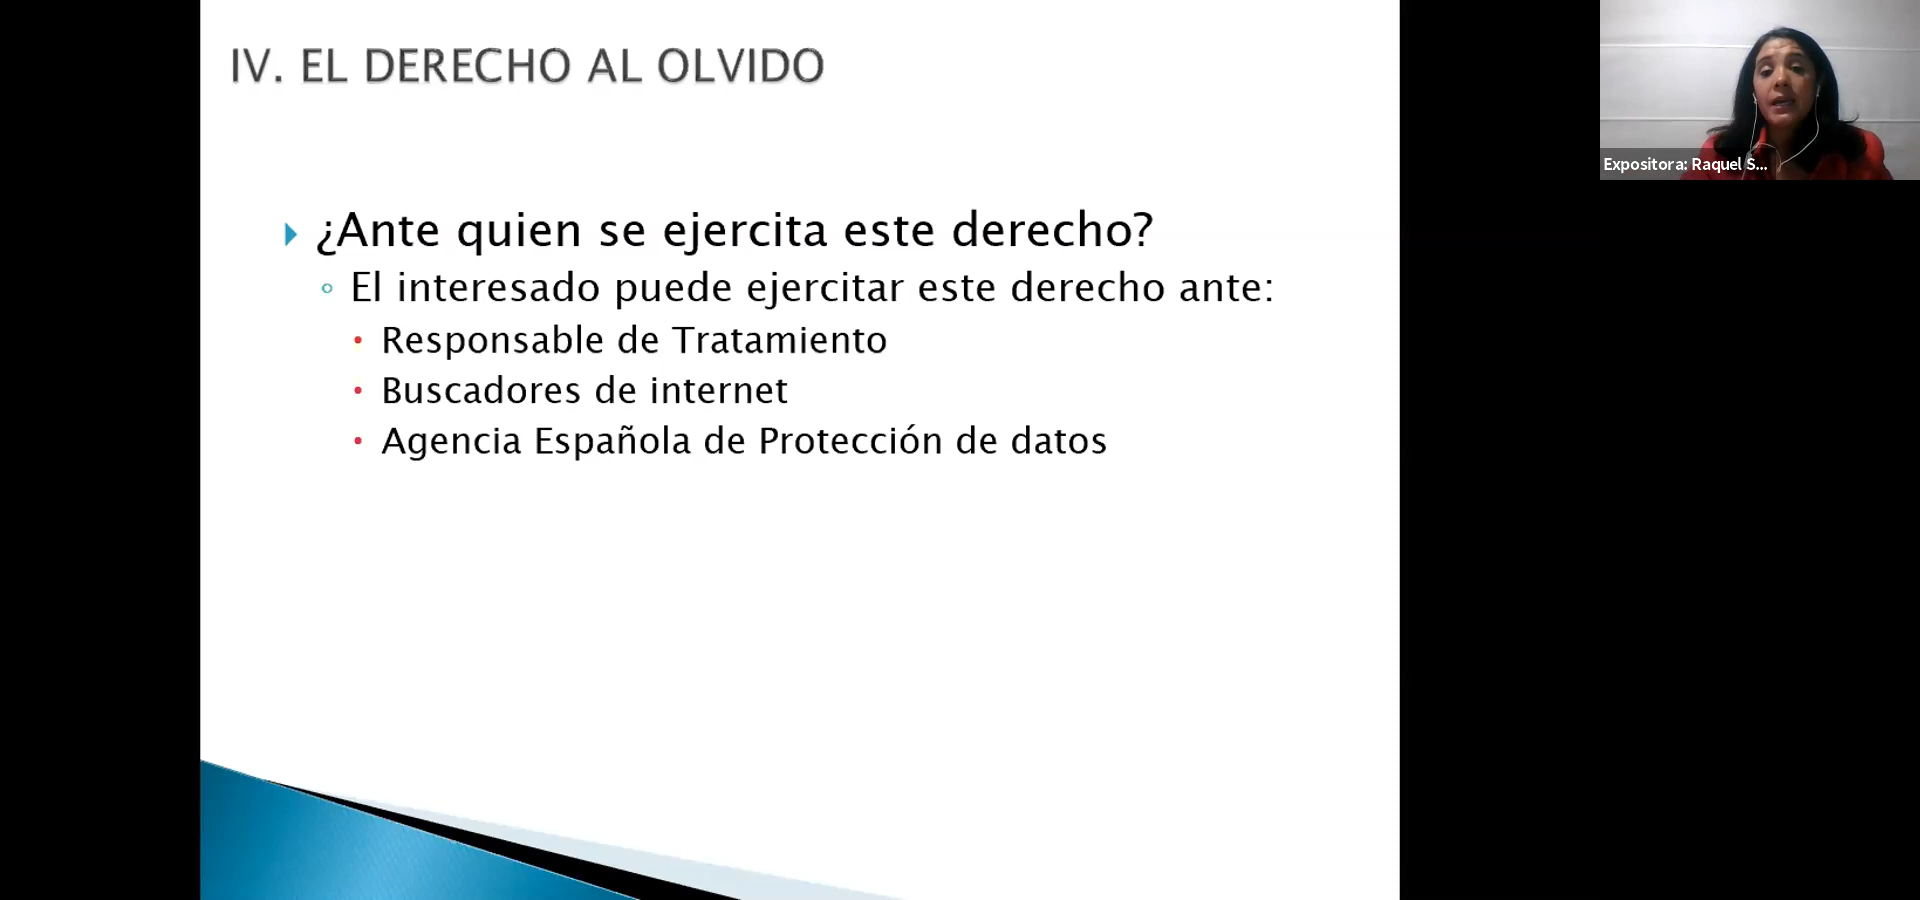 IV. EL DERECHO AL OLVIDO
¿Ante quien se ejercita este derecho?
El interesado puede ejercitar este derecho ante:
Responsable de Tratamiento
Buscadores de internet
Agencia Española de Protección de datos
Expositora: Raquel S...